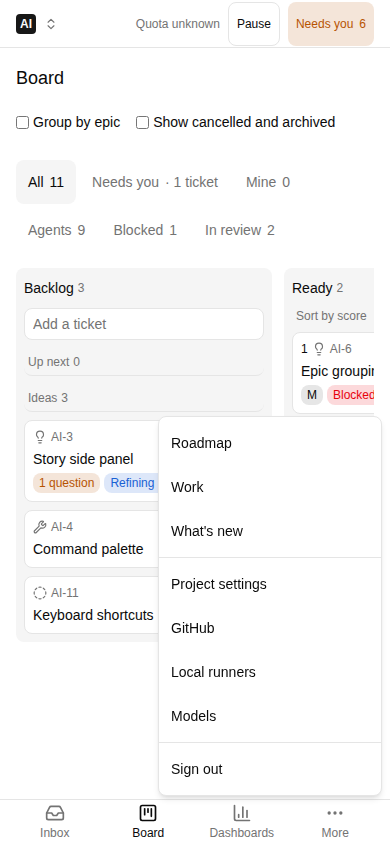 AI
Quota unknown
Pause
Needs you 6
Board
Group by epic
Show cancelled and archived
All 11
Needs you · 1 ticket
Mine 0
Agents 9
Blocked 1
In review 2
Backlog 3
Add a ticket
Up next 0
Ideas 3
AI-3
Story side panel
1 question
Refining
AI-4
Command palette
AI-11
Keyboard shortcuts
Ready 2
Sort by score
1 AI-6
Epic groupin
M
Blocked
Roadmap
Work
What's new
Project settings
GitHub
Local runners
Models
Sign out
Inbox
Board
Dashboards
More